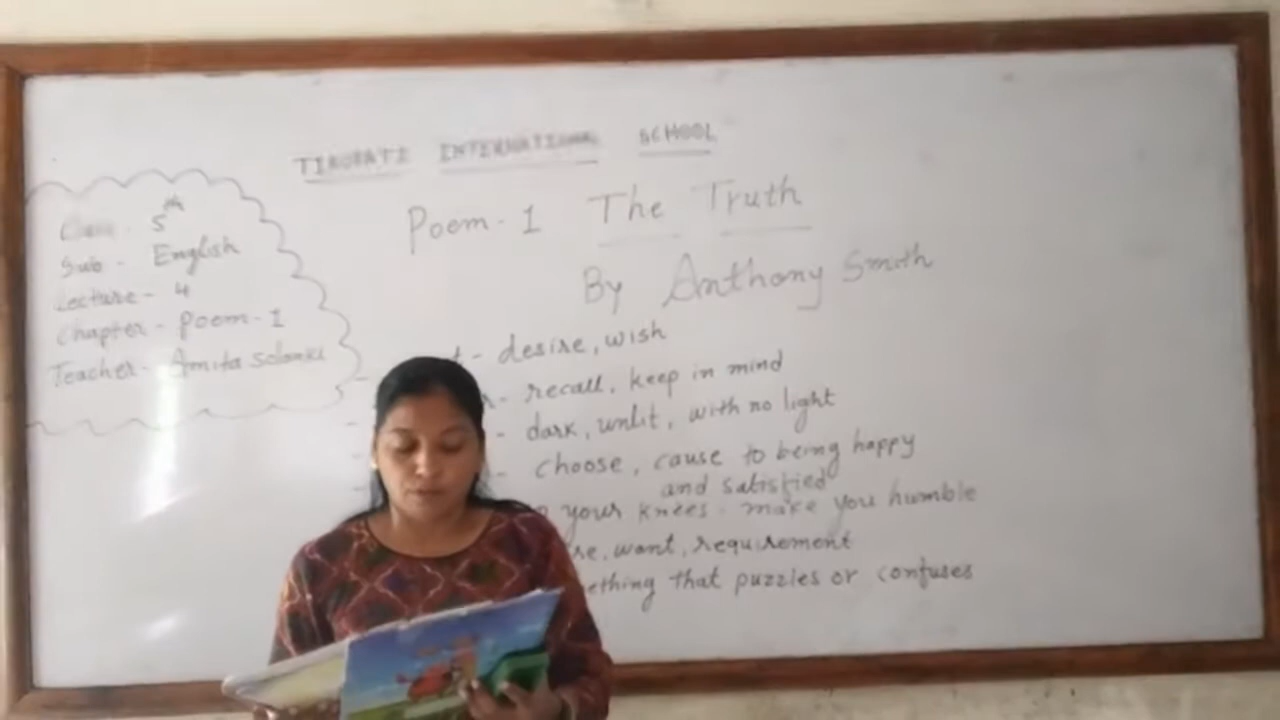 TIRUPATI INTERNATIONAL SCHOOL
Class - 5th
Sub - English
Lecture - 4
Chapter - Poem - 1
Teacher - Amita Solanki
Poem - 1 The Truth
By Anthony Smith
- desire, wish
- recall, keep in mind
- dark, unlit, with no light
- choose, cause to being happy
and satisfied
your knees - make you humble
want, requirement
that puzzles or confuses